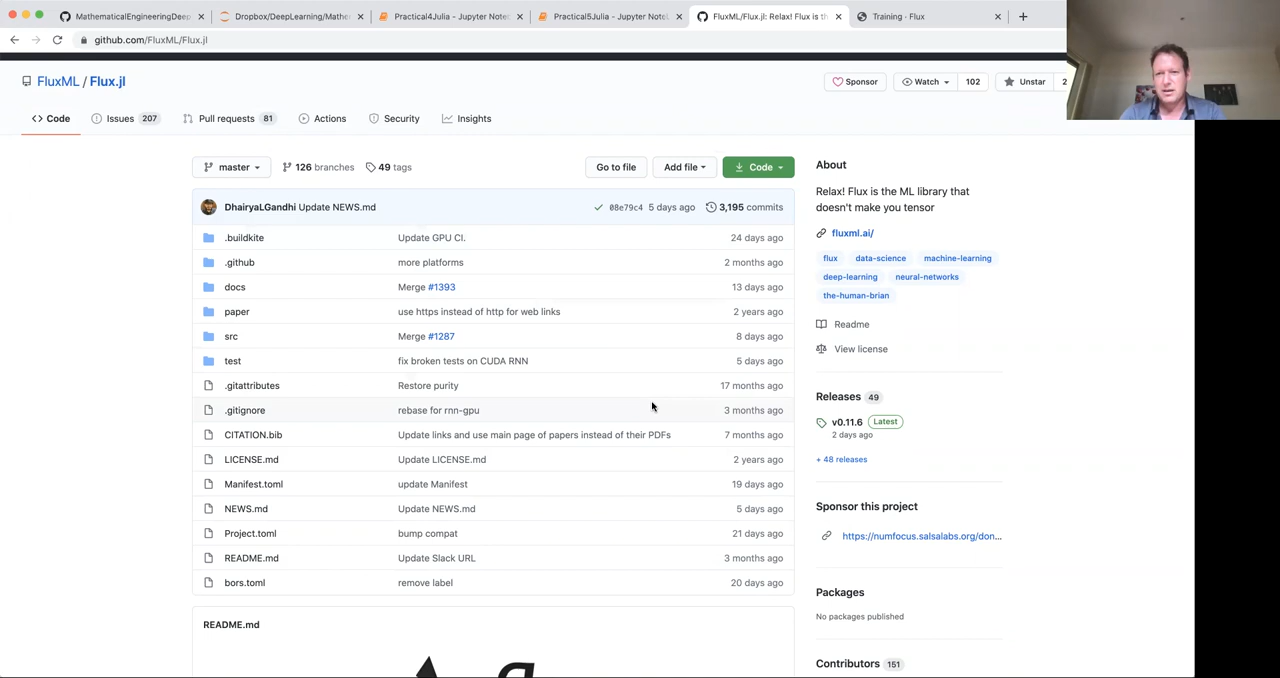 MathematicalEngineeringDeep
Dropbox/DeepLearning/Mathe
Practical4Julia - Jupyter Note
Practical5Julia - Jupyter Note
FluxML/Flux.jl: Relax! Flux is th
Training · Flux
github.com/FluxML/Flux.jl
FluxML / Flux.jl
Sponsor
Watch
102
Unstar
2
Code
Issues 207
Pull requests 81
Actions
Security
Insights
master
126 branches
49 tags
Go to file
Add file
Code
DhairyaLGandhi Update NEWS.md
08e79c4 5 days ago
3,195 commits
.buildkite Update GPU CI. 24 days ago
.github more platforms 2 months ago
docs Merge #1393 13 days ago
paper use https instead of http for web links 2 years ago
src Merge #1287 8 days ago
test fix broken tests on CUDA RNN 5 days ago
.gitattributes Restore purity 17 months ago
.gitignore rebase for rnn-gpu 3 months ago
CITATION.bib Update links and use main page of papers instead of their PDFs 7 months ago
LICENSE.md Update LICENSE.md 2 years ago
Manifest.toml update Manifest 19 days ago
NEWS.md Update NEWS.md 5 days ago
Project.toml bump compat 21 days ago
README.md Update Slack URL 3 months ago
bors.toml remove label 20 days ago
README.md
About
Relax! Flux is the ML library that
doesn't make you tensor
fluxml.ai/
flux data-science machine-learning
deep-learning neural-networks
the-human-brian
Readme
View license
Releases 49
v0.11.6 Latest
2 days ago
+ 48 releases
Sponsor this project
https://numfocus.salsalabs.org/don...
Packages
No packages published
Contributors 151